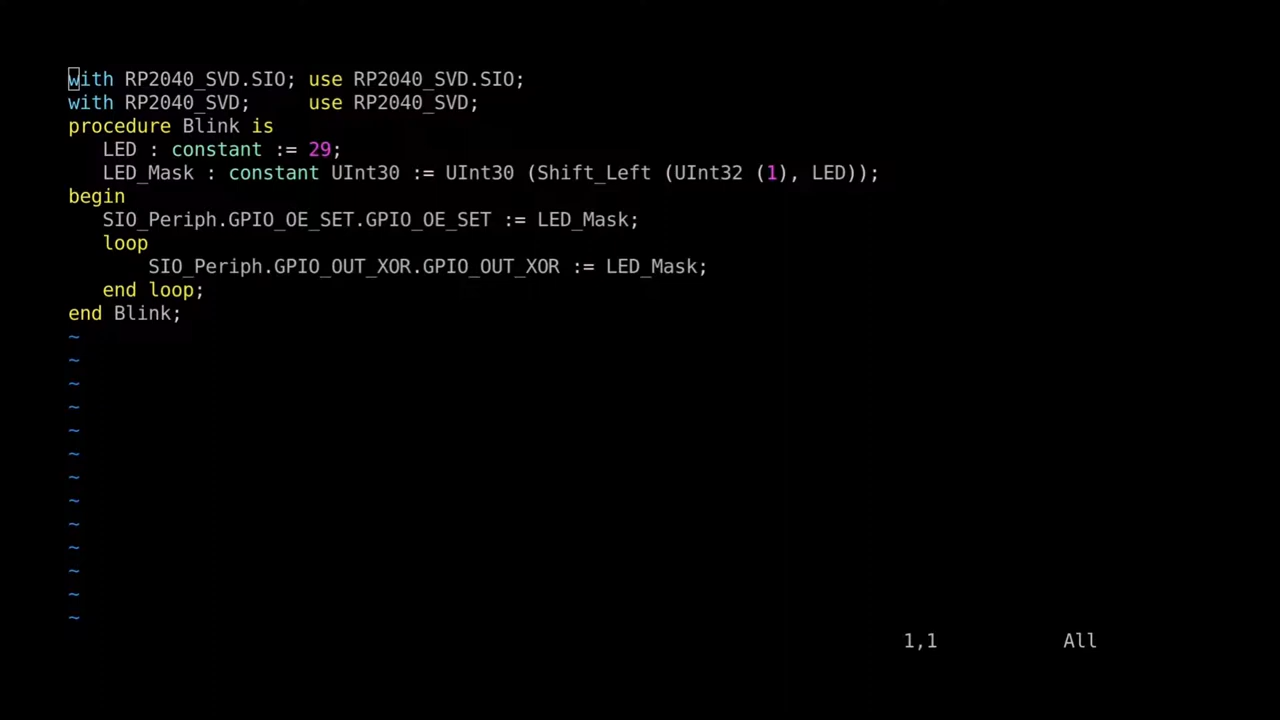 with RP2040_SVD.SIO; use RP2040_SVD.SIO;
with RP2040_SVD;     use RP2040_SVD;
procedure Blink is
   LED : constant := 29;
   LED_Mask : constant UInt30 := UInt30 (Shift_Left (UInt32 (1), LED));
begin
   SIO_Periph.GPIO_OE_SET.GPIO_OE_SET := LED_Mask;
   loop
       SIO_Periph.GPIO_OUT_XOR.GPIO_OUT_XOR := LED_Mask;
   end loop;
end Blink;
~
~
~
~
~
~
~
~
~
~
~
~
~
1,1           All